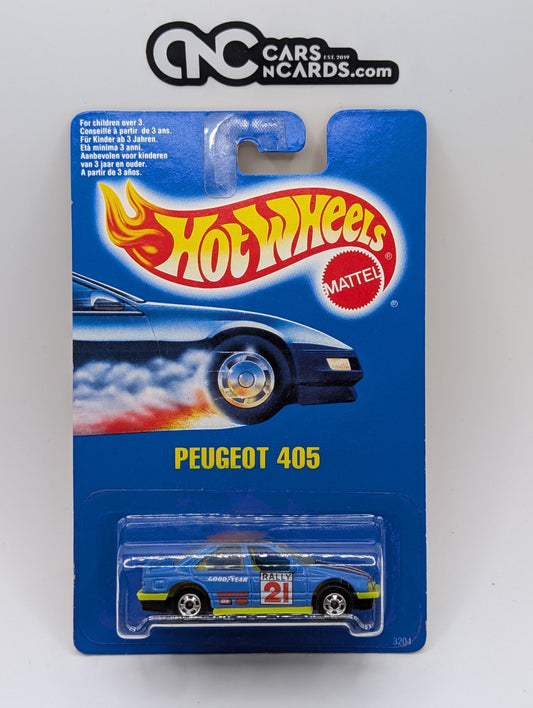 CNC CARS
EST. 2019
NCARDS.com
For children over 3.
Conseillé à partir de 3 ans.
Für Kinder ab 3 Jahren.
Età minima 3 anni.
Aanbevolen voor kinderen
van 3 jaar en ouder.
A partir de 3 años.
HOT WHEELS
®
MATTEL
®
PEUGEOT 405
GOODYEAR
RALLY
21
3204